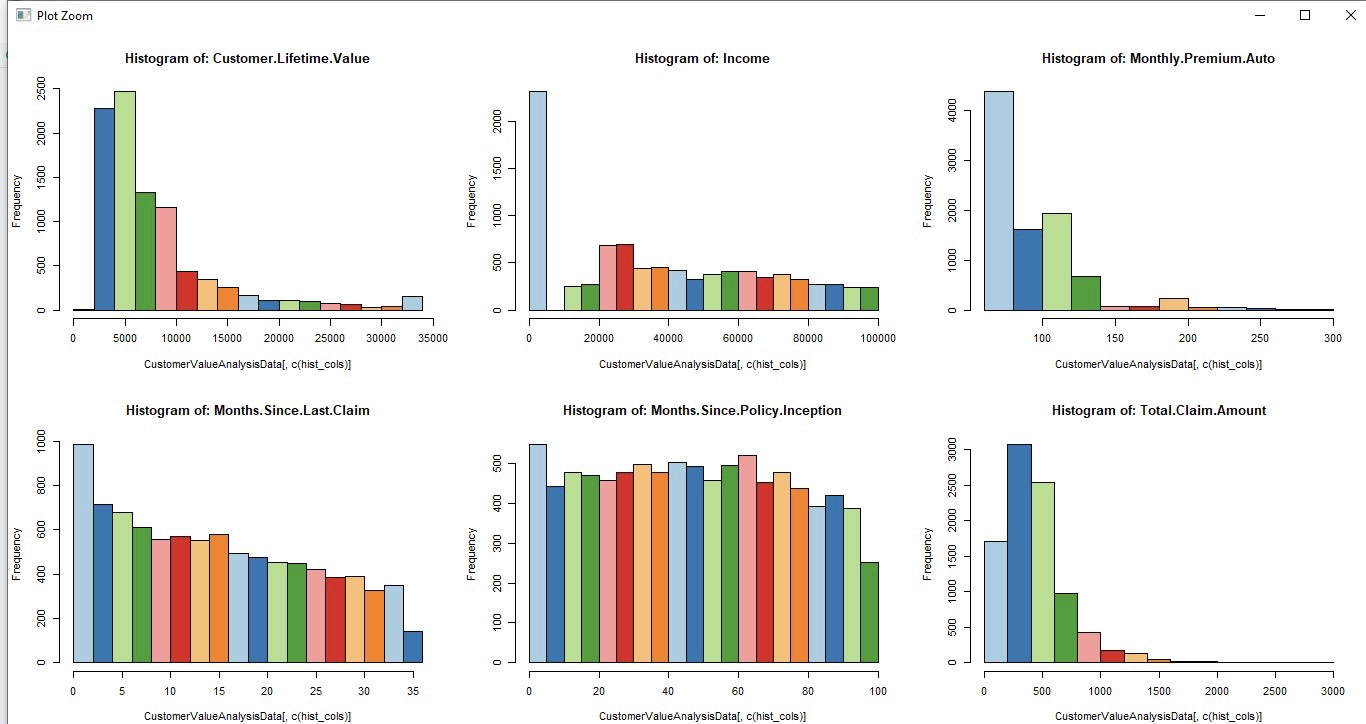 Plot Zoom
Histogram of: Customer.Lifetime.Value
Frequency
0 500 1000 1500 2000 2500
0 5000 10000 15000 20000 25000 30000 35000
CustomerValueAnalysisData[, c(hist_cols)]
Histogram of: Income
Frequency
0 500 1000 1500 2000
0 20000 40000 60000 80000 100000
CustomerValueAnalysisData[, c(hist_cols)]
Histogram of: Monthly.Premium.Auto
Frequency
0 1000 2000 3000 4000
100 150 200 250 300
CustomerValueAnalysisData[, c(hist_cols)]
Histogram of: Months.Since.Last.Claim
Frequency
0 200 400 600 800 1000
0 5 10 15 20 25 30 35
CustomerValueAnalysisData[, c(hist_cols)]
Histogram of: Months.Since.Policy.Inception
Frequency
0 100 200 300 400 500
0 20 40 60 80 100
CustomerValueAnalysisData[, c(hist_cols)]
Histogram of: Total.Claim.Amount
Frequency
0 500 1000 1500 2000 2500 3000
0 500 1000 1500 2000 2500 3000
CustomerValueAnalysisData[, c(hist_cols)]